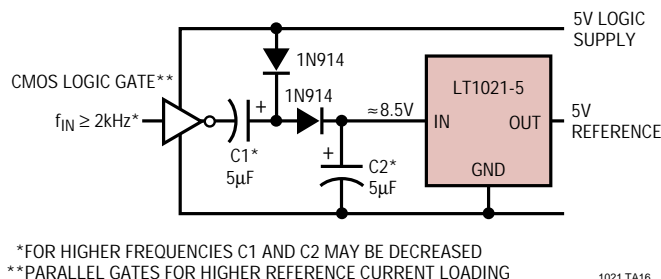 5V LOGIC
SUPPLY
1N914
CMOS LOGIC GATE**
1N914
LT1021-5
fIN ≥ 2kHz*
+
≈8.5V
IN
OUT
5V
REFERENCE
C1*
5µF
+
C2*
5µF
GND
*FOR HIGHER FREQUENCIES C1 AND C2 MAY BE DECREASED
**PARALLEL GATES FOR HIGHER REFERENCE CURRENT LOADING
1021 TA16